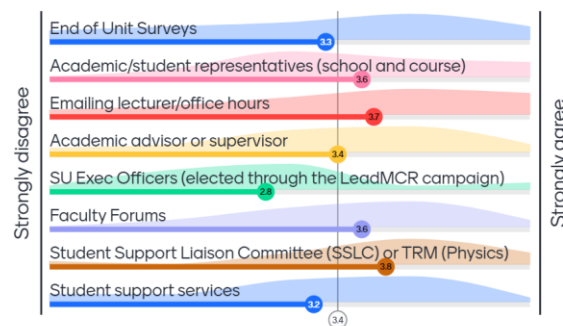 End of Unit Surveys
3.3
Academic/student representatives (school and course)
3.6
Emailing lecturer/office hours
3.7
Academic advisor or supervisor
3.4
SU Exec Officers (elected through the LeadMCR campaign)
2.8
Faculty Forums
3.6
Student Support Liaison Committee (SSLC) or TRM (Physics)
3.8
Student support services
3.2
3.4
Strongly disagree
Strongly agree